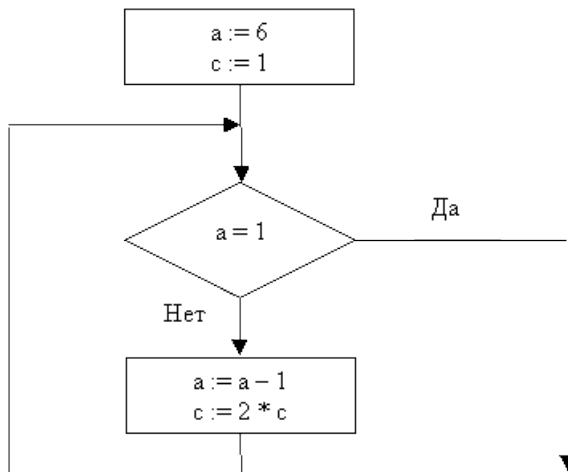 a := 6
c := 1
a = 1
Да
Нет
a := a – 1
c := 2 * c